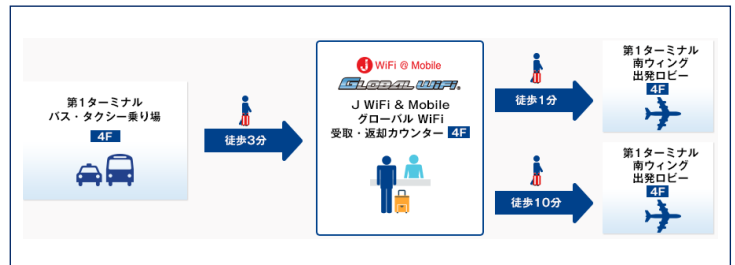 第1ターミナル
バス・タクシー乗り場
4F
徒歩3分
J WiFi @ Mobile
GLOBAL WiFi®
J WiFi & Mobile
グローバル WiFi
受取・返却カウンター 4F
徒歩1分
第1ターミナル
南ウィング
出発ロビー
4F
徒歩10分
第1ターミナル
南ウィング
出発ロビー
4F